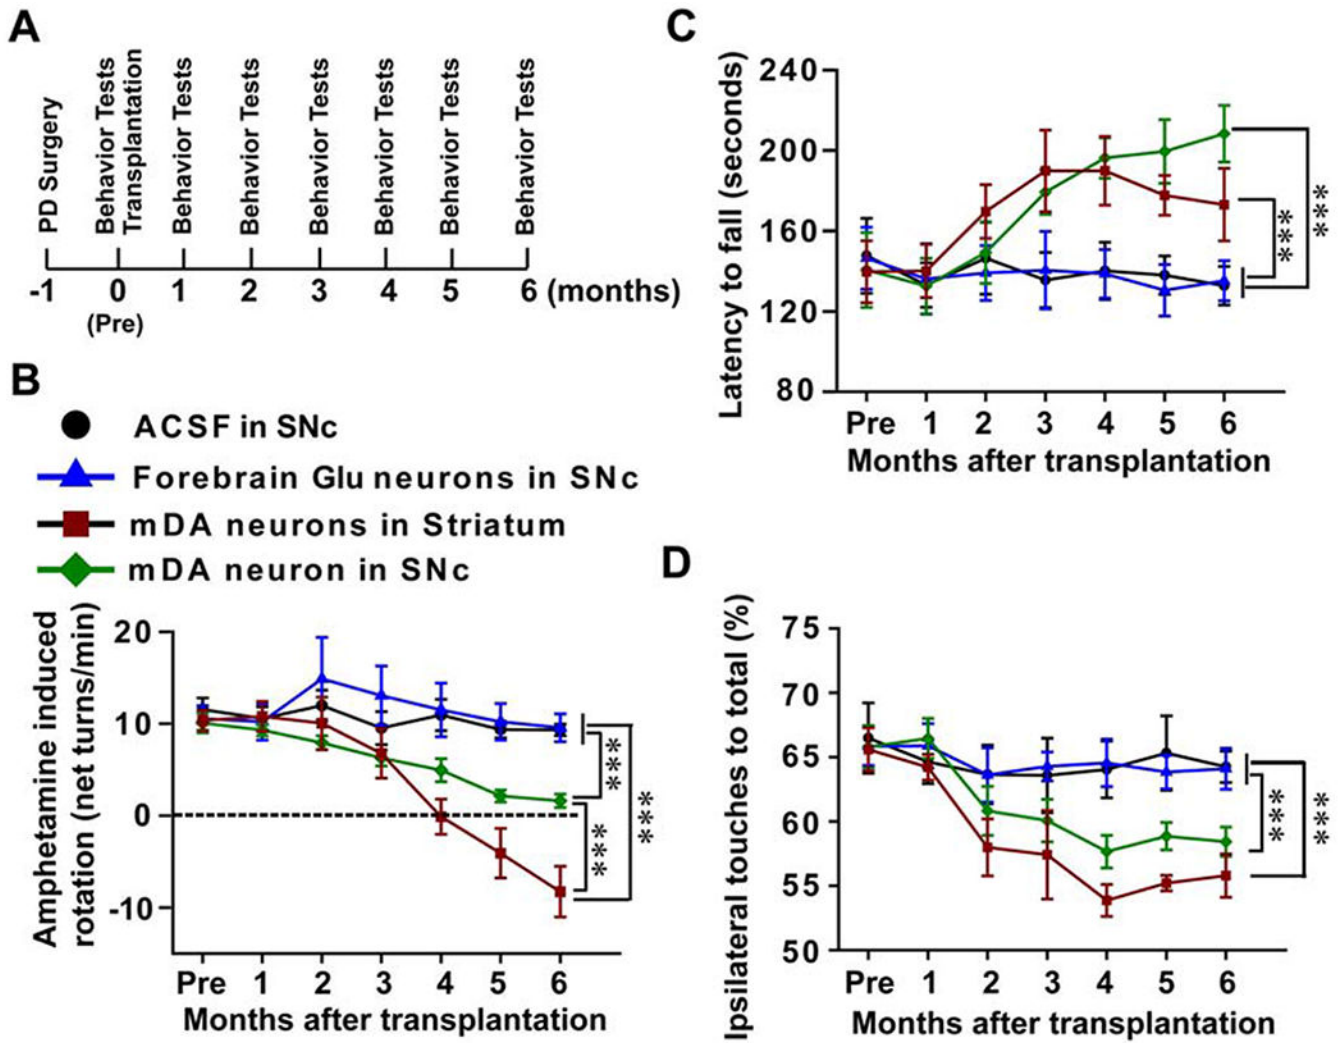 A
PD Surgery
Behavior Tests
Transplantation
Behavior Tests
Behavior Tests
Behavior Tests
Behavior Tests
Behavior Tests
Behavior Tests
-1 0 1 2 3 4 5 6 (months)
(Pre)
B
ACSF in SNc
Forebrain Glu neurons in SNc
mDA neurons in Striatum
mDA neuron in SNc
Amphetamine induced
rotation (net turns/min)
20
10
0
-10
***
***
***
Pre 1 2 3 4 5 6
Months after transplantation
C
Latency to fall (seconds)
240
200
160
120
80
***
***
Pre 1 2 3 4 5 6
Months after transplantation
D
Ipsilateral touches to total (%)
75
70
65
60
55
50
***
***
Pre 1 2 3 4 5 6
Months after transplantation